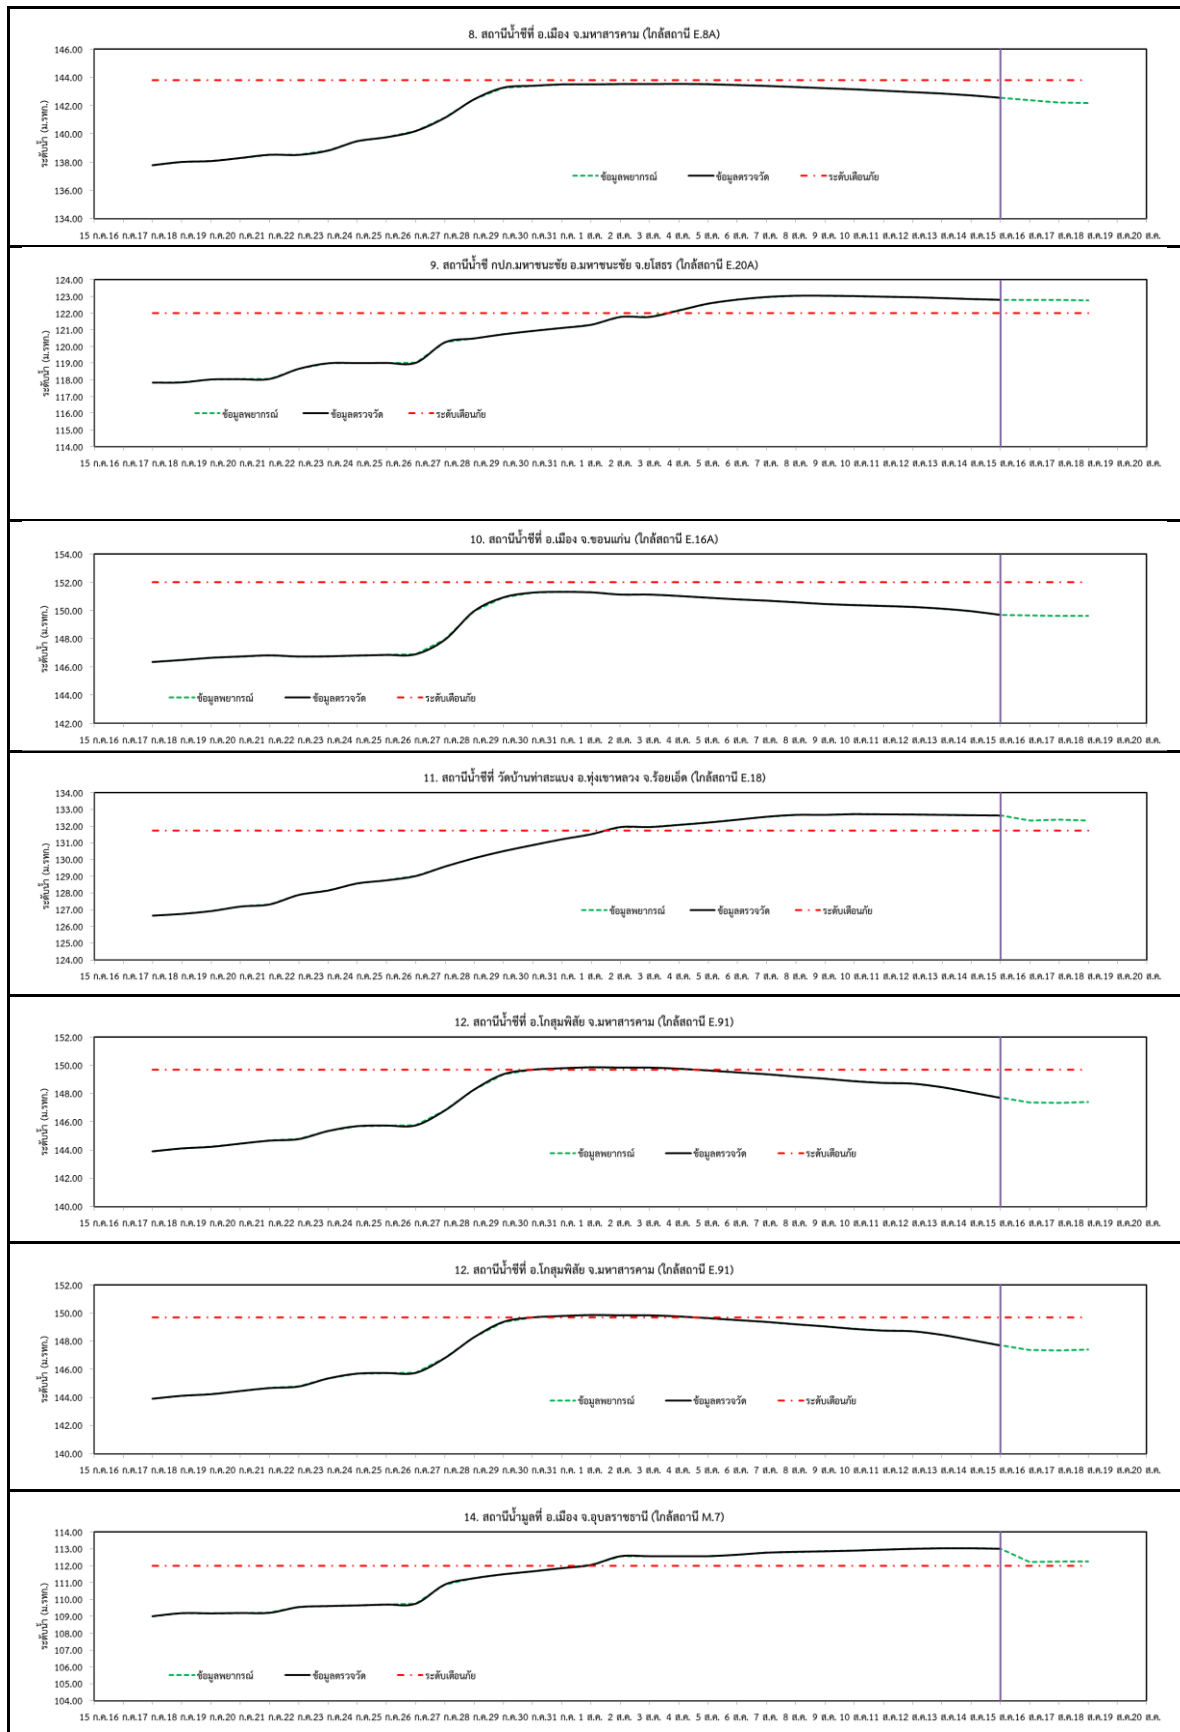 8. สถานีน้ำชีที่ อ.เมือง จ.มหาสารคาม (ใกล้สถานี E.8A)
ระดับน้ำ (ม.รทก.)
146.00
144.00
142.00
140.00
138.00
136.00
134.00
ข้อมูลพยากรณ์ ข้อมูลตรวจวัด ระดับเตือนภัย
15 ก.ค.16 ก.ค.17 ก.ค.18 ก.ค.19 ก.ค.20 ก.ค.21 ก.ค.22 ก.ค.23 ก.ค.24 ก.ค.25 ก.ค.26 ก.ค.27 ก.ค.28 ก.ค.29 ก.ค.30 ก.ค.31 ก.ค. 1 ส.ค. 2 ส.ค. 3 ส.ค. 4 ส.ค. 5 ส.ค. 6 ส.ค. 7 ส.ค. 8 ส.ค. 9 ส.ค. 10 ส.ค.11 ส.ค.12 ส.ค.13 ส.ค.14 ส.ค.15 ส.ค.16 ส.ค.17 ส.ค.18 ส.ค.19 ส.ค.20 ส.ค.
9. สถานีน้ำชี กปภ.มหาชนะชัย อ.มหาชนะชัย จ.ยโสธร (ใกล้สถานี E.20A)
ระดับน้ำ (ม.รทก.)
124.00
123.00
122.00
121.00
120.00
119.00
118.00
117.00
116.00
115.00
114.00
ข้อมูลพยากรณ์ ข้อมูลตรวจวัด ระดับเตือนภัย
15 ก.ค.16 ก.ค.17 ก.ค.18 ก.ค.19 ก.ค.20 ก.ค.21 ก.ค.22 ก.ค.23 ก.ค.24 ก.ค.25 ก.ค.26 ก.ค.27 ก.ค.28 ก.ค.29 ก.ค.30 ก.ค.31 ก.ค. 1 ส.ค. 2 ส.ค. 3 ส.ค. 4 ส.ค. 5 ส.ค. 6 ส.ค. 7 ส.ค. 8 ส.ค. 9 ส.ค. 10 ส.ค.11 ส.ค.12 ส.ค.13 ส.ค.14 ส.ค.15 ส.ค.16 ส.ค.17 ส.ค.18 ส.ค.19 ส.ค.20 ส.ค.
10. สถานีน้ำชีที่ อ.เมือง จ.ขอนแก่น (ใกล้สถานี E.16A)
ระดับน้ำ (ม.รทก.)
154.00
152.00
150.00
148.00
146.00
144.00
142.00
ข้อมูลพยากรณ์ ข้อมูลตรวจวัด ระดับเตือนภัย
15 ก.ค.16 ก.ค.17 ก.ค.18 ก.ค.19 ก.ค.20 ก.ค.21 ก.ค.22 ก.ค.23 ก.ค.24 ก.ค.25 ก.ค.26 ก.ค.27 ก.ค.28 ก.ค.29 ก.ค.30 ก.ค.31 ก.ค. 1 ส.ค. 2 ส.ค. 3 ส.ค. 4 ส.ค. 5 ส.ค. 6 ส.ค. 7 ส.ค. 8 ส.ค. 9 ส.ค. 10 ส.ค.11 ส.ค.12 ส.ค.13 ส.ค.14 ส.ค.15 ส.ค.16 ส.ค.17 ส.ค.18 ส.ค.19 ส.ค.20 ส.ค.
11. สถานีน้ำชีที่ วัดบ้านท่าสะแบง อ.ทุ่งเขาหลวง จ.ร้อยเอ็ด (ใกล้สถานี E.18)
ระดับน้ำ (ม.รทก.)
134.00
133.00
132.00
131.00
130.00
129.00
128.00
127.00
126.00
125.00
124.00
ข้อมูลพยากรณ์ ข้อมูลตรวจวัด ระดับเตือนภัย
15 ก.ค.16 ก.ค.17 ก.ค.18 ก.ค.19 ก.ค.20 ก.ค.21 ก.ค.22 ก.ค.23 ก.ค.24 ก.ค.25 ก.ค.26 ก.ค.27 ก.ค.28 ก.ค.29 ก.ค.30 ก.ค.31 ก.ค. 1 ส.ค. 2 ส.ค. 3 ส.ค. 4 ส.ค. 5 ส.ค. 6 ส.ค. 7 ส.ค. 8 ส.ค. 9 ส.ค. 10 ส.ค.11 ส.ค.12 ส.ค.13 ส.ค.14 ส.ค.15 ส.ค.16 ส.ค.17 ส.ค.18 ส.ค.19 ส.ค.20 ส.ค.
12. สถานีน้ำชีที่ อ.โกสุมพิสัย จ.มหาสารคาม (ใกล้สถานี E.91)
ระดับน้ำ (ม.รทก.)
152.00
150.00
148.00
146.00
144.00
142.00
140.00
ข้อมูลพยากรณ์ ข้อมูลตรวจวัด ระดับเตือนภัย
15 ก.ค.16 ก.ค.17 ก.ค.18 ก.ค.19 ก.ค.20 ก.ค.21 ก.ค.22 ก.ค.23 ก.ค.24 ก.ค.25 ก.ค.26 ก.ค.27 ก.ค.28 ก.ค.29 ก.ค.30 ก.ค.31 ก.ค. 1 ส.ค. 2 ส.ค. 3 ส.ค. 4 ส.ค. 5 ส.ค. 6 ส.ค. 7 ส.ค. 8 ส.ค. 9 ส.ค. 10 ส.ค.11 ส.ค.12 ส.ค.13 ส.ค.14 ส.ค.15 ส.ค.16 ส.ค.17 ส.ค.18 ส.ค.19 ส.ค.20 ส.ค.
12. สถานีน้ำชีที่ อ.โกสุมพิสัย จ.มหาสารคาม (ใกล้สถานี E.91)
ระดับน้ำ (ม.รทก.)
152.00
150.00
148.00
146.00
144.00
142.00
140.00
ข้อมูลพยากรณ์ ข้อมูลตรวจวัด ระดับเตือนภัย
15 ก.ค.16 ก.ค.17 ก.ค.18 ก.ค.19 ก.ค.20 ก.ค.21 ก.ค.22 ก.ค.23 ก.ค.24 ก.ค.25 ก.ค.26 ก.ค.27 ก.ค.28 ก.ค.29 ก.ค.30 ก.ค.31 ก.ค. 1 ส.ค. 2 ส.ค. 3 ส.ค. 4 ส.ค. 5 ส.ค. 6 ส.ค. 7 ส.ค. 8 ส.ค. 9 ส.ค. 10 ส.ค.11 ส.ค.12 ส.ค.13 ส.ค.14 ส.ค.15 ส.ค.16 ส.ค.17 ส.ค.18 ส.ค.19 ส.ค.20 ส.ค.
14. สถานีน้ำมูลที่ อ.เมือง จ.อุบลราชธานี (ใกล้สถานี M.7)
ระดับน้ำ (ม.รทก.)
114.00
113.00
112.00
111.00
110.00
109.00
108.00
107.00
106.00
105.00
104.00
ข้อมูลพยากรณ์ ข้อมูลตรวจวัด ระดับเตือนภัย
15 ก.ค.16 ก.ค.17 ก.ค.18 ก.ค.19 ก.ค.20 ก.ค.21 ก.ค.22 ก.ค.23 ก.ค.24 ก.ค.25 ก.ค.26 ก.ค.27 ก.ค.28 ก.ค.29 ก.ค.30 ก.ค.31 ก.ค. 1 ส.ค. 2 ส.ค. 3 ส.ค. 4 ส.ค. 5 ส.ค. 6 ส.ค. 7 ส.ค. 8 ส.ค. 9 ส.ค. 10 ส.ค.11 ส.ค.12 ส.ค.13 ส.ค.14 ส.ค.15 ส.ค.16 ส.ค.17 ส.ค.18 ส.ค.19 ส.ค.20 ส.ค.